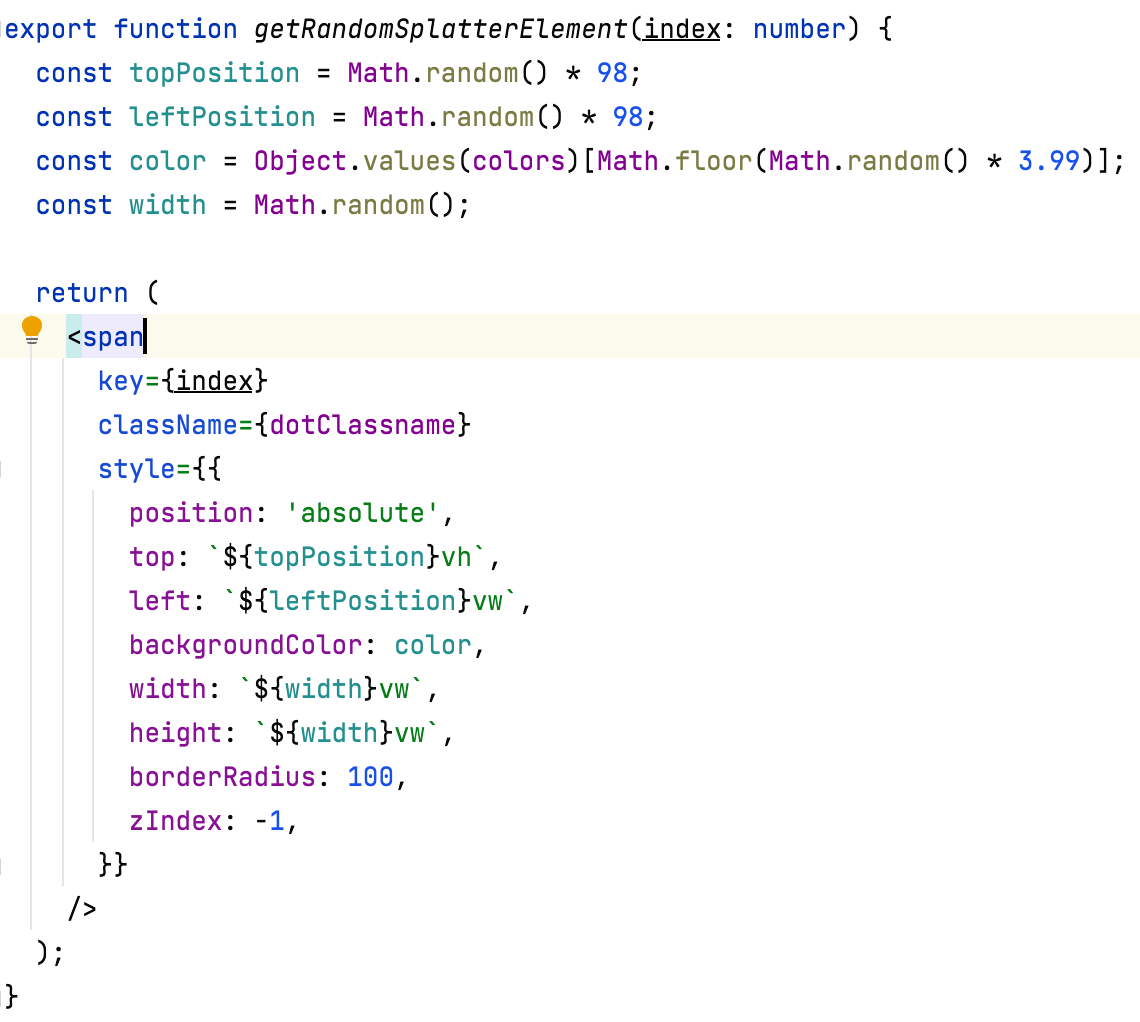 export function getRandomSplatterElement(index: number) {
  const topPosition = Math.random() * 98;
  const leftPosition = Math.random() * 98;
  const color = Object.values(colors)[Math.floor(Math.random() * 3.99)];
  const width = Math.random();

  return (
    <span
      key={index}
      className={dotClassname}
      style={{
        position: 'absolute',
        top: `${topPosition}vh`,
        left: `${leftPosition}vw`,
        backgroundColor: color,
        width: `${width}vw`,
        height: `${width}vw`,
        borderRadius: 100,
        zIndex: -1,
      }}
    />
  );
}